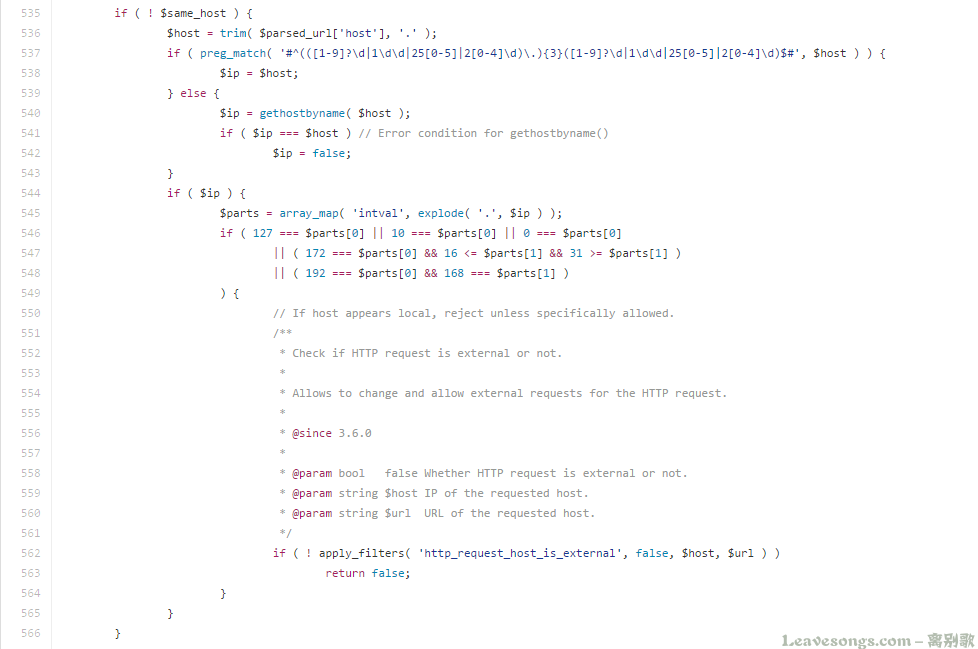 535 if ( ! $same_host ) {
536 $host = trim( $parsed_url['host'], '.' );
537 if ( preg_match( '#^(([1-9]?\d|1\d\d|25[0-5]|2[0-4]\d)\.){3}([1-9]?\d|1\d\d|25[0-5]|2[0-4]\d)$#', $host ) ) {
538 $ip = $host;
539 } else {
540 $ip = gethostbyname( $host );
541 if ( $ip === $host ) // Error condition for gethostbyname()
542 $ip = false;
543 }
544 if ( $ip ) {
545 $parts = array_map( 'intval', explode( '.', $ip ) );
546 if ( 127 === $parts[0] || 10 === $parts[0] || 0 === $parts[0]
547 || ( 172 === $parts[0] && 16 <= $parts[1] && 31 >= $parts[1] )
548 || ( 192 === $parts[0] && 168 === $parts[1] )
549 ) {
550 // If host appears local, reject unless specifically allowed.
551 /**
552 * Check if HTTP request is external or not.
553 *
554 * Allows to change and allow external requests for the HTTP request.
555 *
556 * @since 3.6.0
557 *
558 * @param bool false Whether HTTP request is external or not.
559 * @param string $host IP of the requested host.
560 * @param string $url URL of the requested host.
561 */
562 if ( ! apply_filters( 'http_request_host_is_external', false, $host, $url ) )
563 return false;
564 }
565 }
566 }
Leavesongs.com – 离别歌